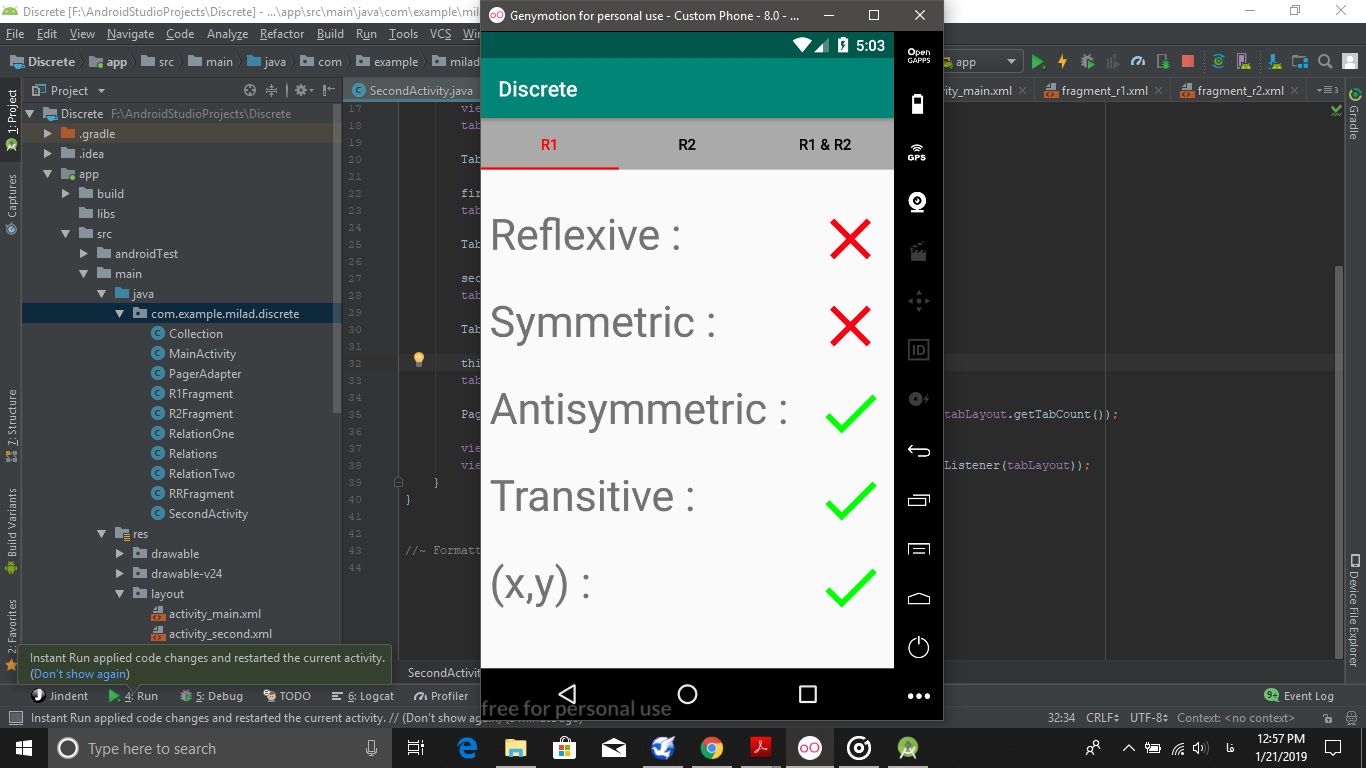 Discrete [F:\AndroidStudioProjects\Discrete] - ...\app\src\main\java\com\example\mil
Genymotion for personal use - Custom Phone - 8.0 - ...
File Edit View Navigate Code Analyze Refactor Build Run Tools VCS Win
Discrete app src main java com example milad
app
5:03
Open
GAPPS
Discrete
Project
SecondActivity.java
ity_main.xml fragment_r1.xml fragment_r2.xml
Discrete F:\AndroidStudioProjects\Discrete
.gradle
.idea
app
build
libs
src
androidTest
main
java
com.example.milad.discrete
Collection
MainActivity
PagerAdapter
R1Fragment
R2Fragment
RelationOne
Relations
RelationTwo
RRFragment
SecondActivity
res
drawable
drawable-v24
layout
activity_main.xml
activity_second.xml
1: Project
Captures
7: Structure
Build Variants
2: Favorites
17 vie
18 tab
19
20 Tab
21
22 fir
23 tab
24
25 Tab
26
27 sec
28 tab
29
30 Tab
31
32 thi
33 tab
34
35 Pag tabLayout.getTabCount());
36
37 vie
38 vie Listener(tabLayout));
39 }
40 }
41
42
43 //~ Formatt
44
R1 R2 R1 & R2
Reflexive :
Symmetric :
Antisymmetric :
Transitive :
(x,y) :
GPS
ID
free for personal use
Gradle
Device File Explorer
Instant Run applied code changes and restarted the current activity.
(Don't show again)
SecondActivit
Jindent 4: Run 5: Debug TODO 6: Logcat Profiler
9+ Event Log
Instant Run applied code changes and restarted the current activity. // (Don't show again)
32:34 CRLF UTF-8 Context: <no context>
Type here to search
فا
12:57 PM
1/21/2019